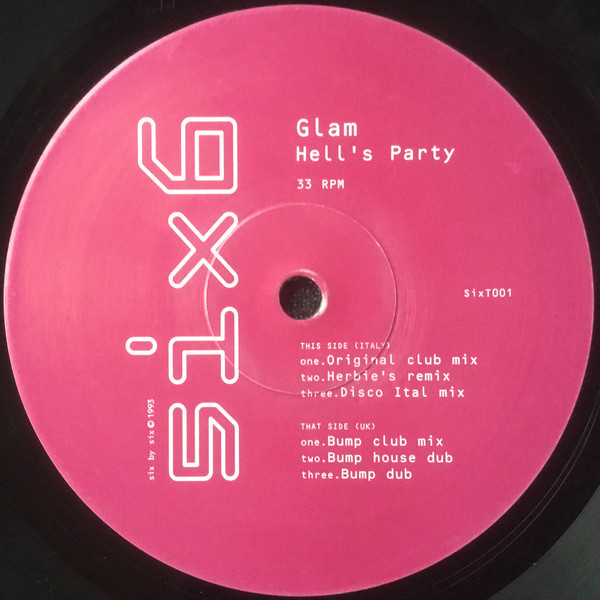 Glam
Hell's Party
33 RPM
six6
SixT001
THIS SIDE (ITALY)
one.Original club mix
two.Herbie's remix
three.Disco Ital mix
THAT SIDE (UK)
one.Bump club mix
two.Bump house dub
three.Bump dub
six by six © 1993